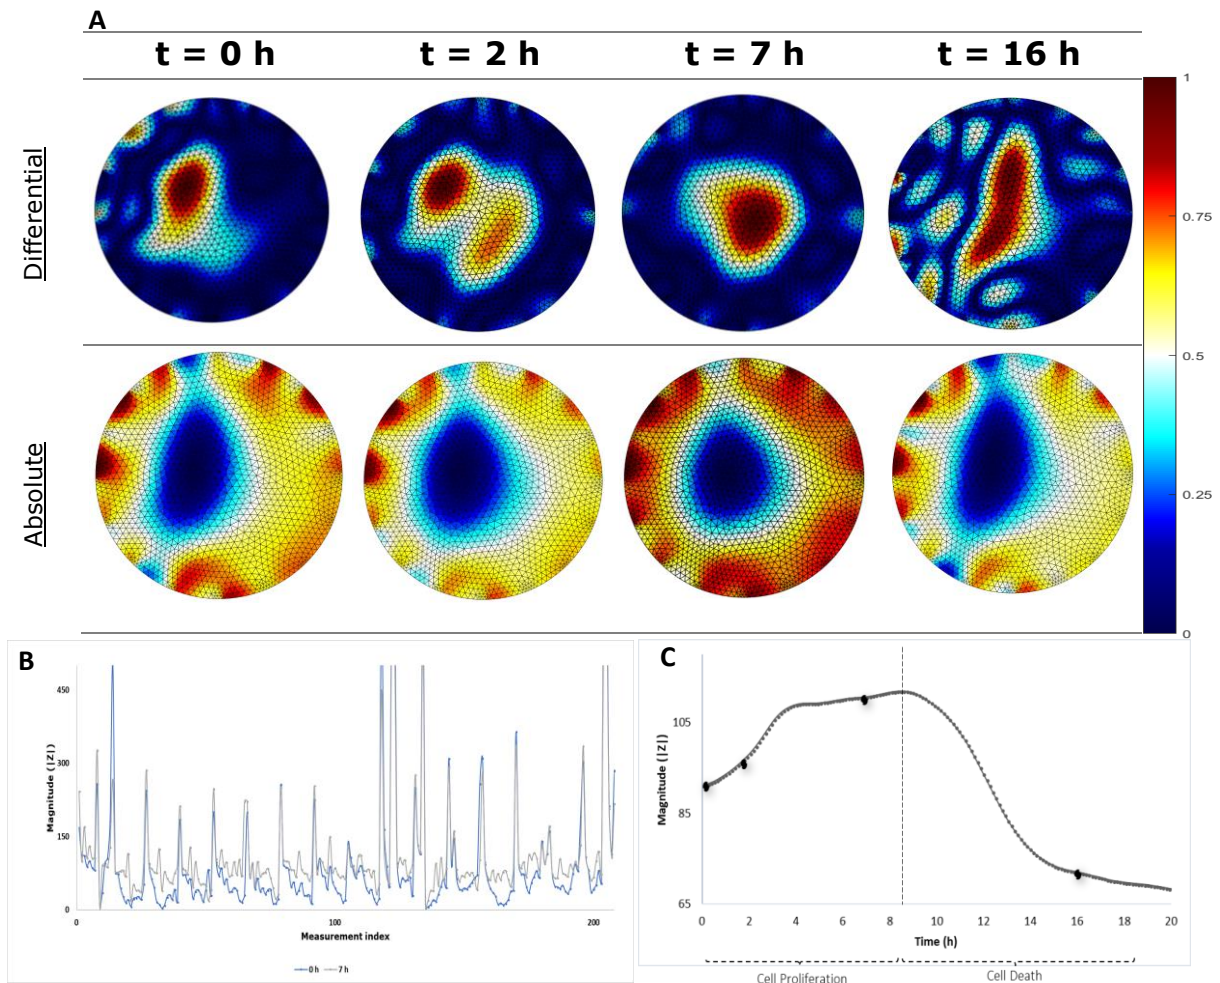 A
t = 0 h t = 2 h t = 7 h t = 16 h
Differential
Absolute
1
0.75
0.5
0.25
0
B
450
300
150
0
Magnitude (|Z|)
0 100 200
Measurement index
0 h 7 h
C
105
85
65
Magnitude (|Z|)
0 2 4 6 8 10 12 14 16 18 20
Time (h)
Cell Proliferation Cell Death